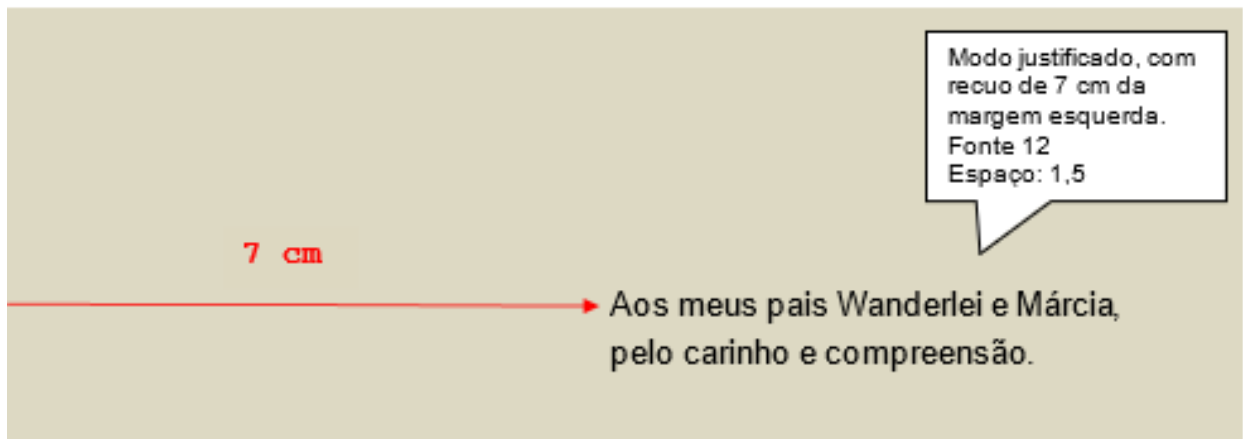 Modo justificado, com
recuo de 7 cm da
margem esquerda.
Fonte 12
Espaço: 1,5
7 cm
Aos meus pais Wanderlei e Márcia,
pelo carinho e compreensão.